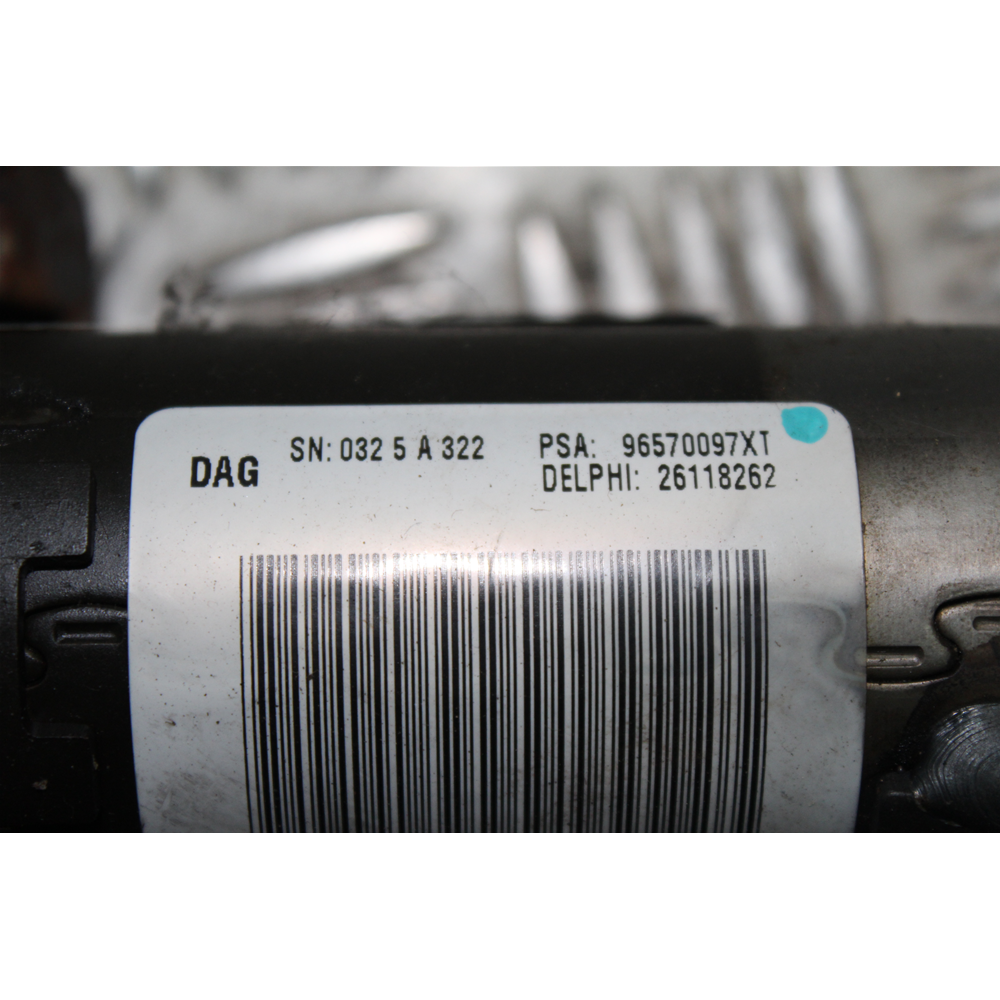 DAG SN: 032 5 A 322 PSA: 96570097XT
DELPHI: 26118262